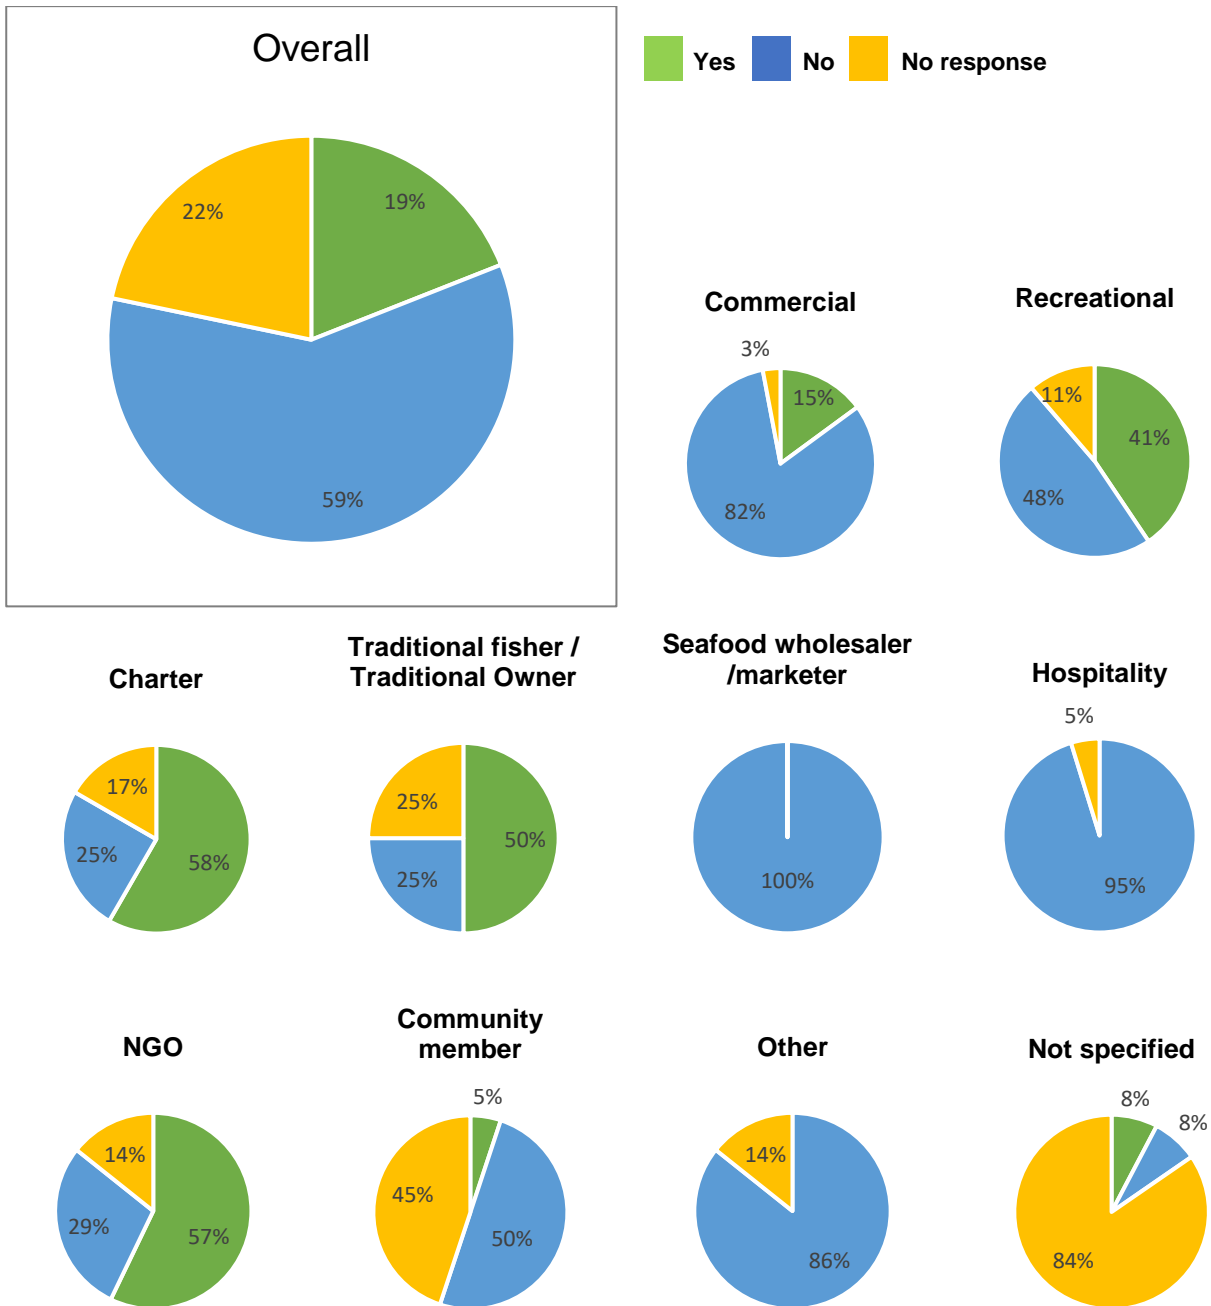 Overall
Yes No No response
22%
19%
59%
Commercial
3%
15%
82%
Recreational
11%
41%
48%
Charter
17%
25%
58%
Traditional fisher /
Traditional Owner
25%
50%
25%
Seafood wholesaler
/marketer
100%
Hospitality
5%
95%
NGO
14%
29%
57%
Community
member
5%
45%
50%
Other
14%
86%
Not specified
8%
8%
84%